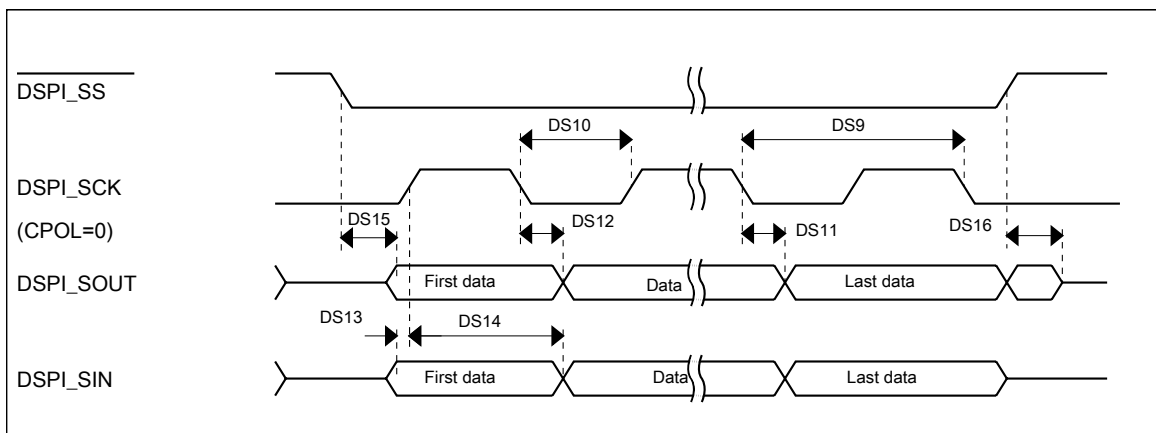 DSPI_SS
DS10
DS9
DSPI_SCK
(CPOL=0)
DS15
DS12
DS11
DS16
DSPI_SOUT
First data
Data
Last data
DS13
DS14
DSPI_SIN
First data
Data
Last data